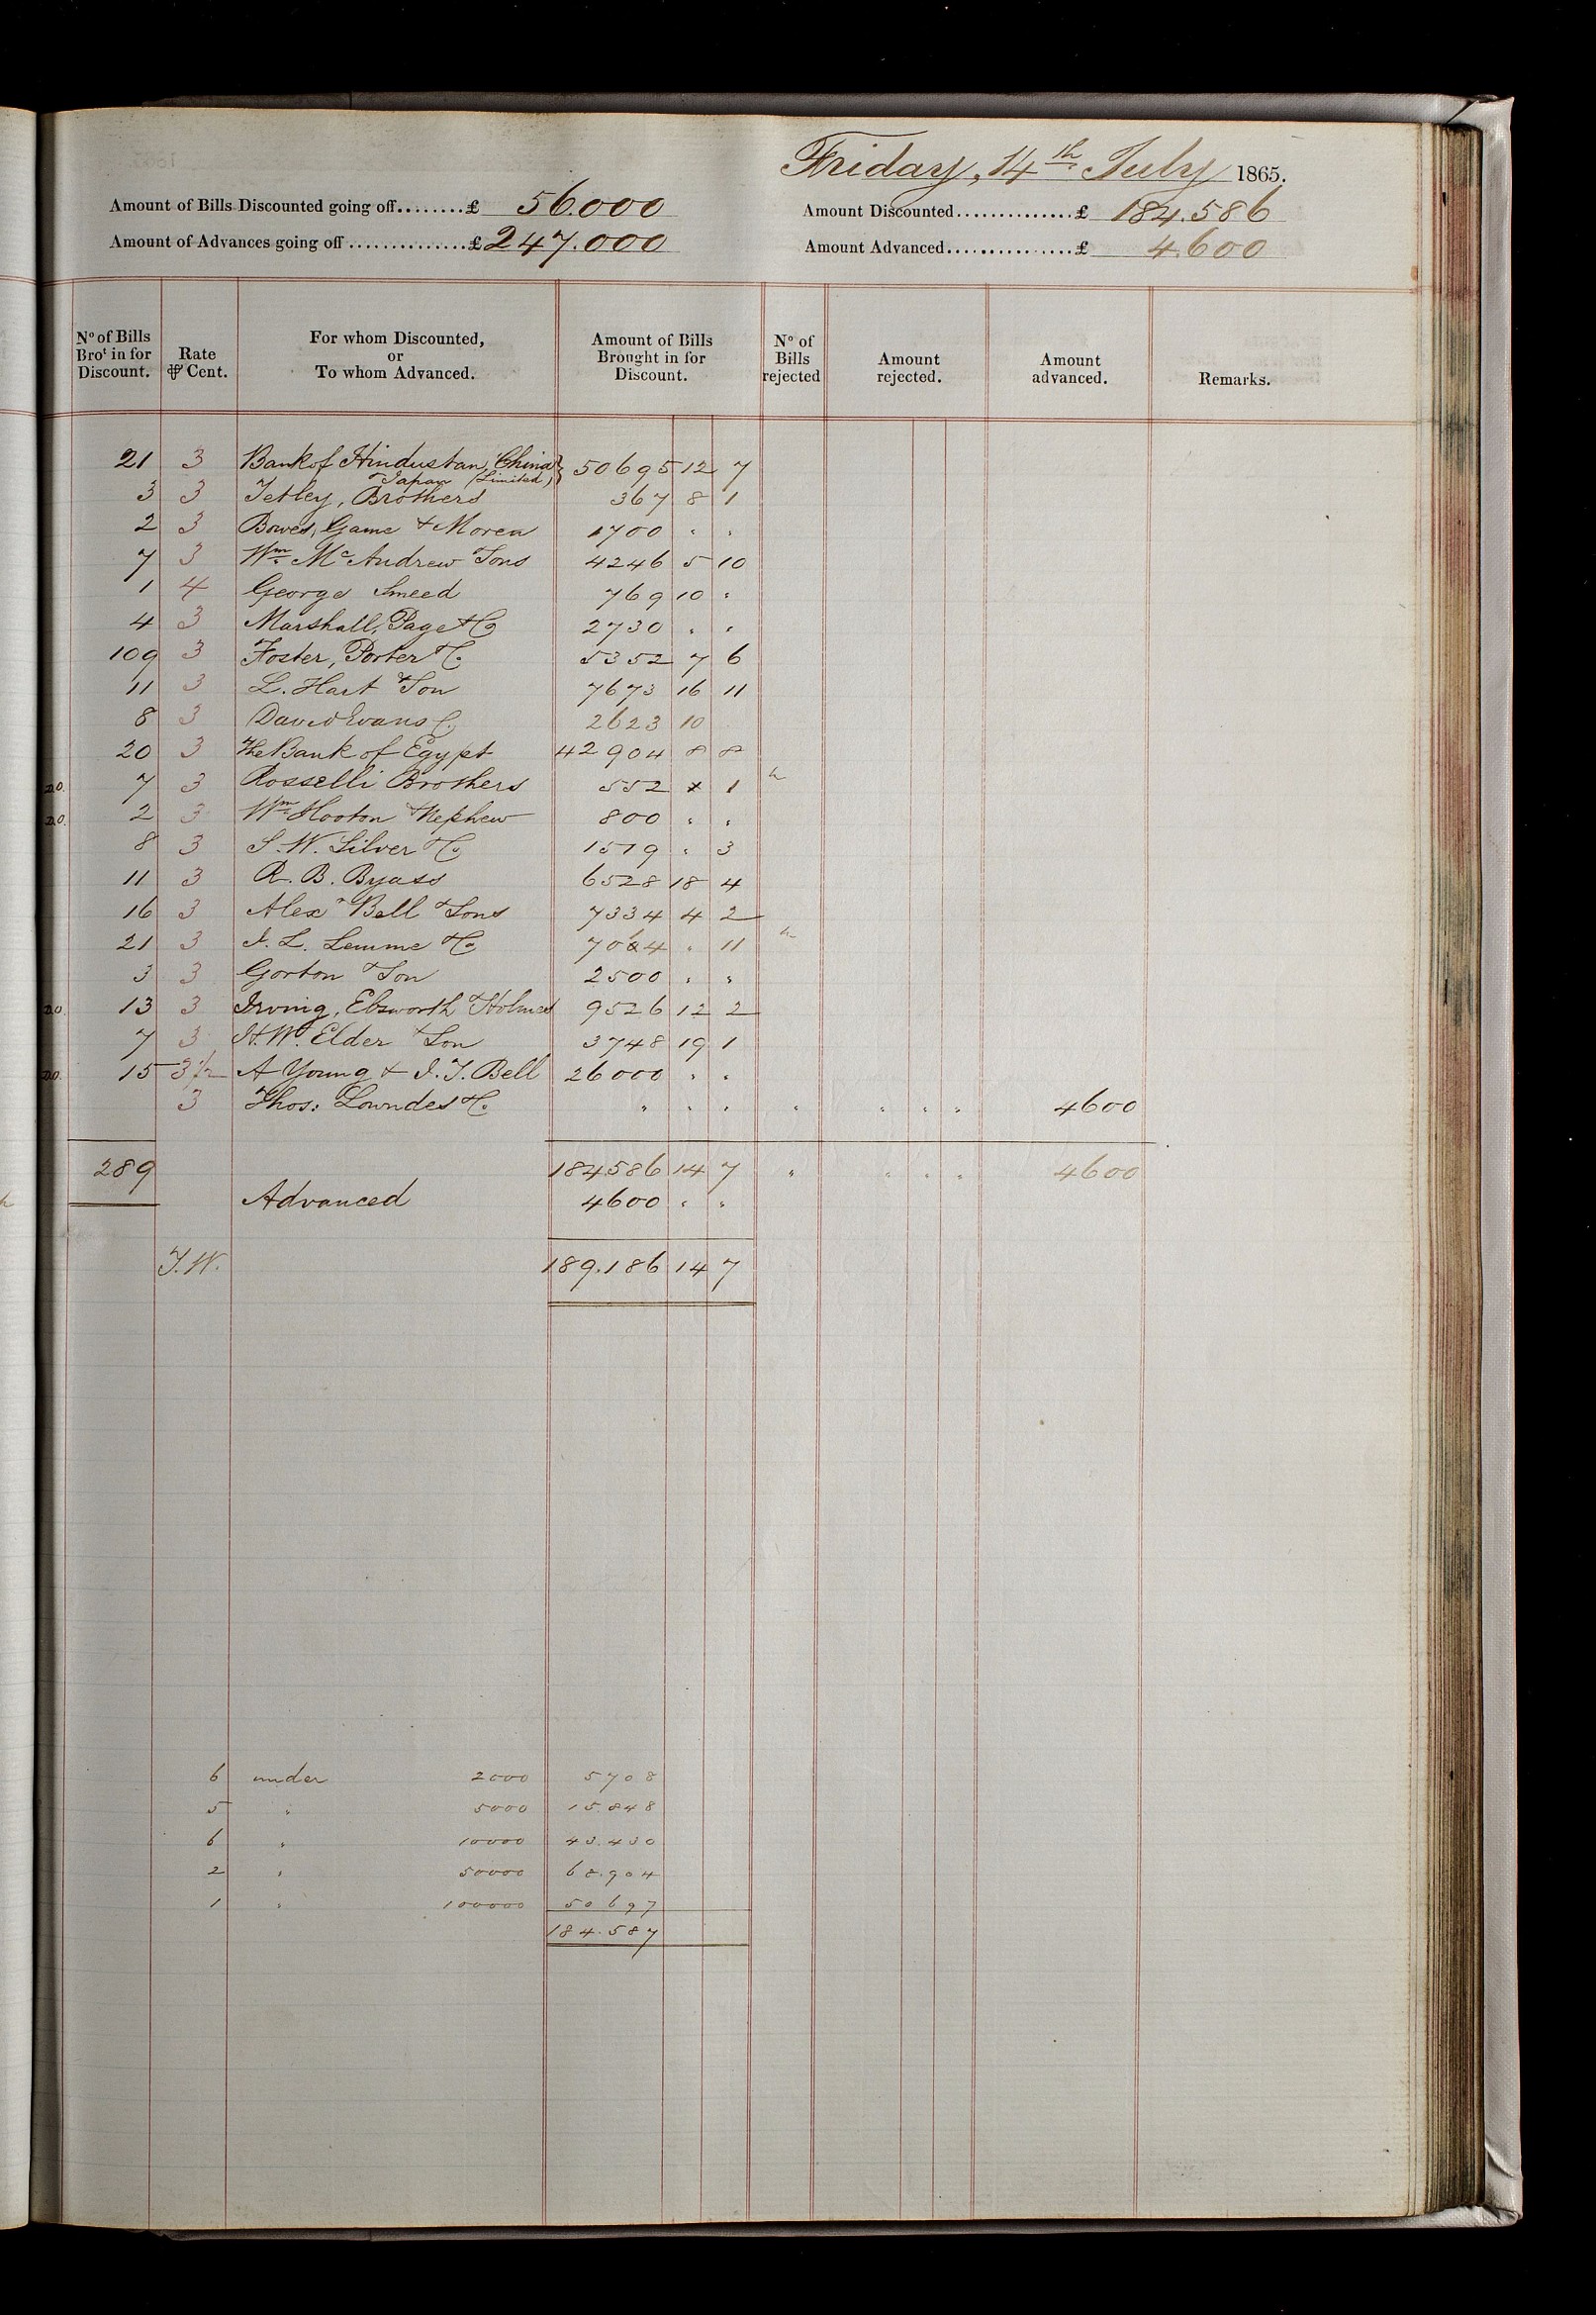 Friday, 14th July 1865.
Amount of Bills Discounted going off........£ 56.000
Amount Discounted..............£ 184.586
Amount of Advances going off...............£ 247.000
Amount Advanced................£ 4.600
No of Bills Brot in for Discount. Rate ⅌ Cent. For whom Discounted, or To whom Advanced. Amount of Bills Brought in for Discount. No of Bills rejected Amount rejected. Amount advanced. Remarks.
21 3 Bank of Hindustan, China & Japan (Limited) } 50695 12 7
3 3 Tetley, Brothers 367 8 1
2 3 Bowes, Game & Moren 1700 " "
7 3 Wm McAndrew & Sons 4246 5 10
1 4 George Smeed 769 10 "
4 3 Marshall, Page & Co 2730 " "
109 3 Foster, Porter & Co 5352 7 6
11 3 L. Hart & Son 7673 16 11
8 3 David Evans & Co 2623 10
20 3 The Bank of Egypt 42904 8 8
Do. 7 3 Rosselli Brothers 552 " 1
Do. 2 3 Wm Hooton & Nephew 800 " "
8 3 S. W. Silver & Co 1519 " 3
11 3 R. B. Byass 6528 18 4
16 3 Alexr Bell & Sons 7334 4 2
21 3 J. L. Lemme & Co 7044 " 11
3 3 Gorton & Son 2500 " "
Do. 13 3 Irving, Ebsworth & Holmes 9526 12 2
7 3 H. W. Elder & Son 3748 19 1
Do. 15 3½ A Young & J. T. Bell 26000 " "
3 Thos: Lowndes & Co " " " " " " " 4600
289 184586 14 7 " " " " 4600
Advanced 4600 " "
T.W. 189.186 14 7
6 under 2000 5708
5 " 5000 15.848
6 " 10000 43.430
2 " 50000 68.904
1 " 100000 50697
184.587